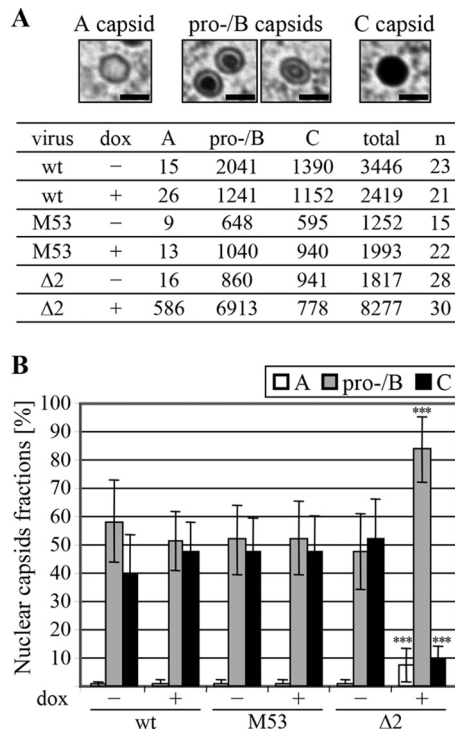 A
A capsid pro-/B capsids C capsid
virus dox A pro-/B C total n
wt − 15 2041 1390 3446 23
wt + 26 1241 1152 2419 21
M53 − 9 648 595 1252 15
M53 + 13 1040 940 1993 22
Δ2 − 16 860 941 1817 28
Δ2 + 586 6913 778 8277 30
B
A pro-/B C
Nuclear capsids fractions [%]
100
90
80
70
60
50
40
30
20
10
***
*** ***
dox − + − + − +
wt M53 Δ2